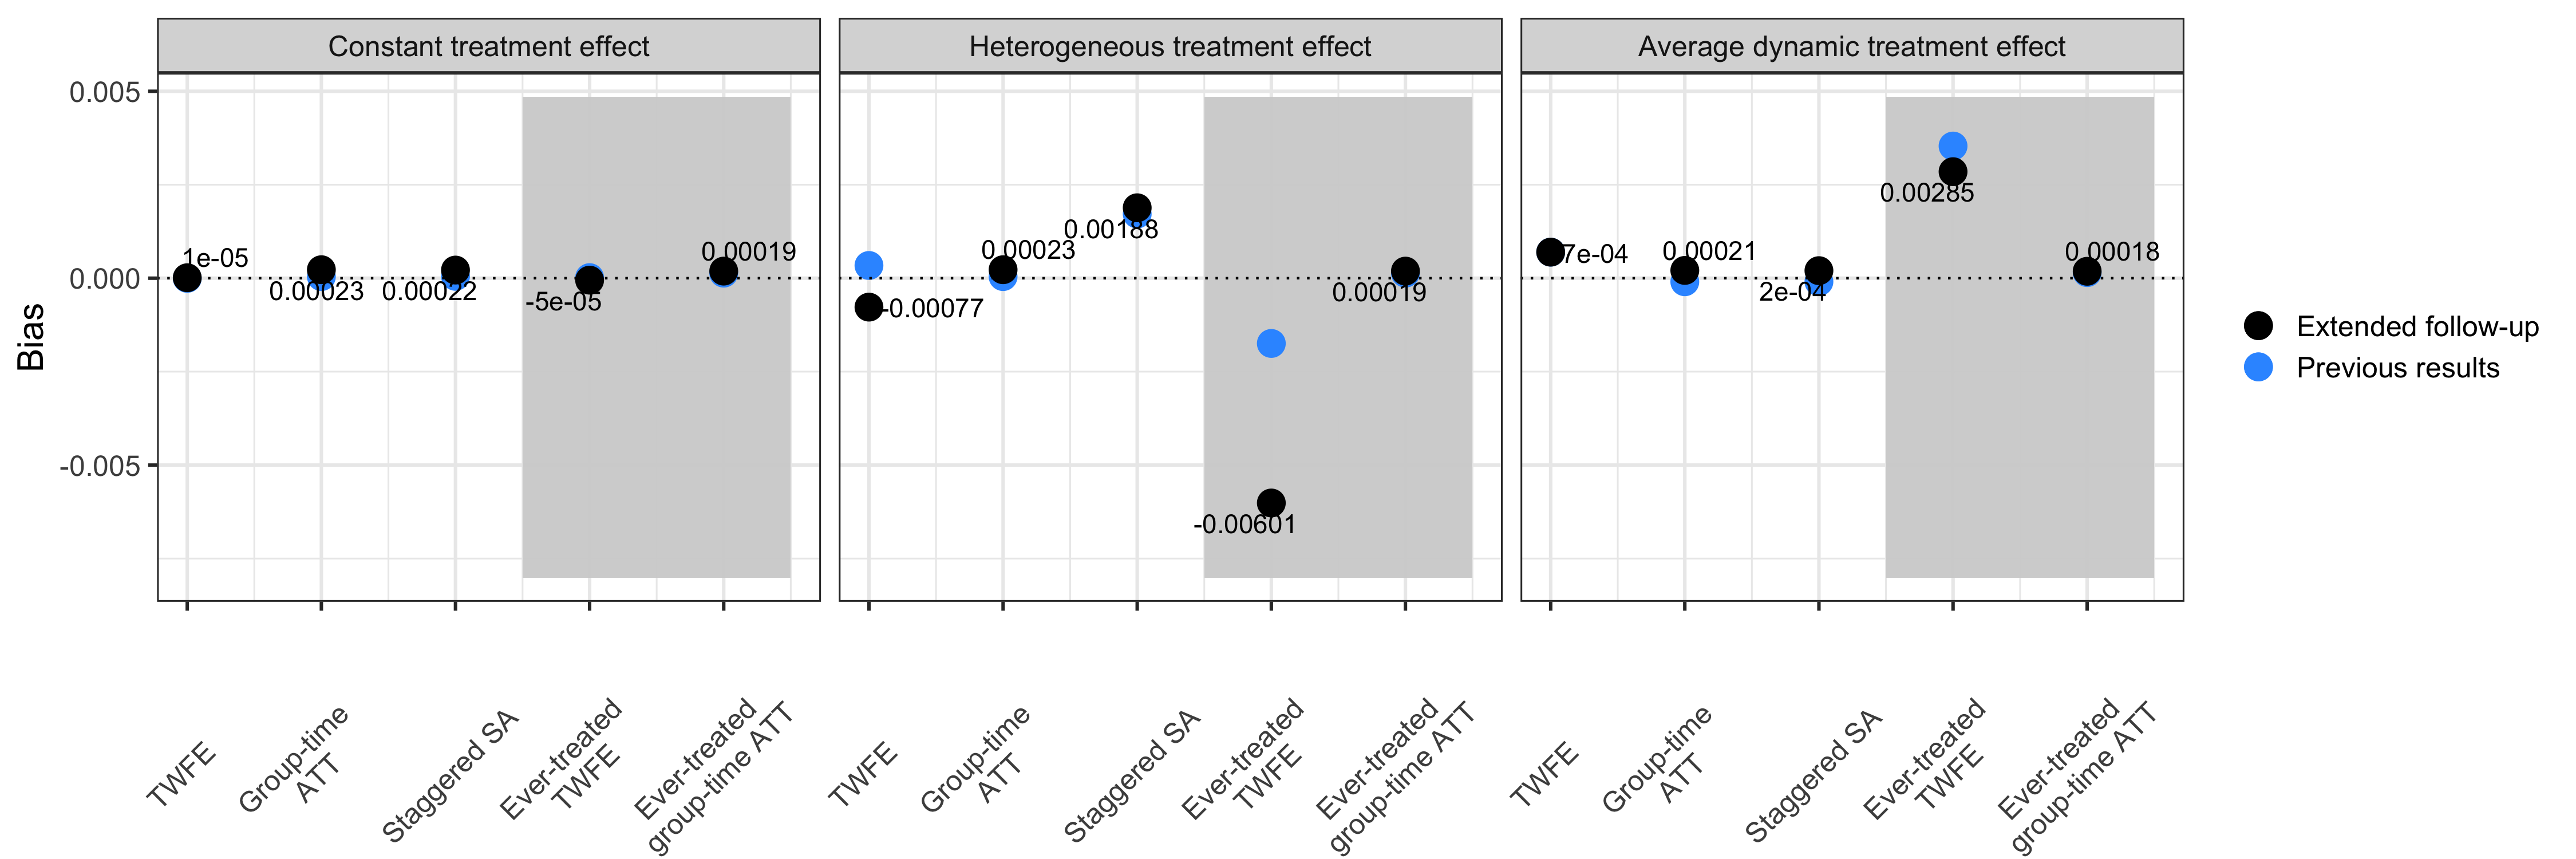 Constant treatment effect
Heterogeneous treatment effect
Average dynamic treatment effect
Bias
0.005
0.000
-0.005
1e-05
0.00023
0.00022
-5e-05
0.00019
-0.00077
0.00023
0.00188
-0.00601
0.00019
7e-04
0.00021
2e-04
0.00285
0.00018
TWFE
Group-time
ATT
Staggered SA
Ever-treated
TWFE
Ever-treated
group-time ATT
TWFE
Group-time
ATT
Staggered SA
Ever-treated
TWFE
Ever-treated
group-time ATT
TWFE
Group-time
ATT
Staggered SA
Ever-treated
TWFE
Ever-treated
group-time ATT
Extended follow-up
Previous results